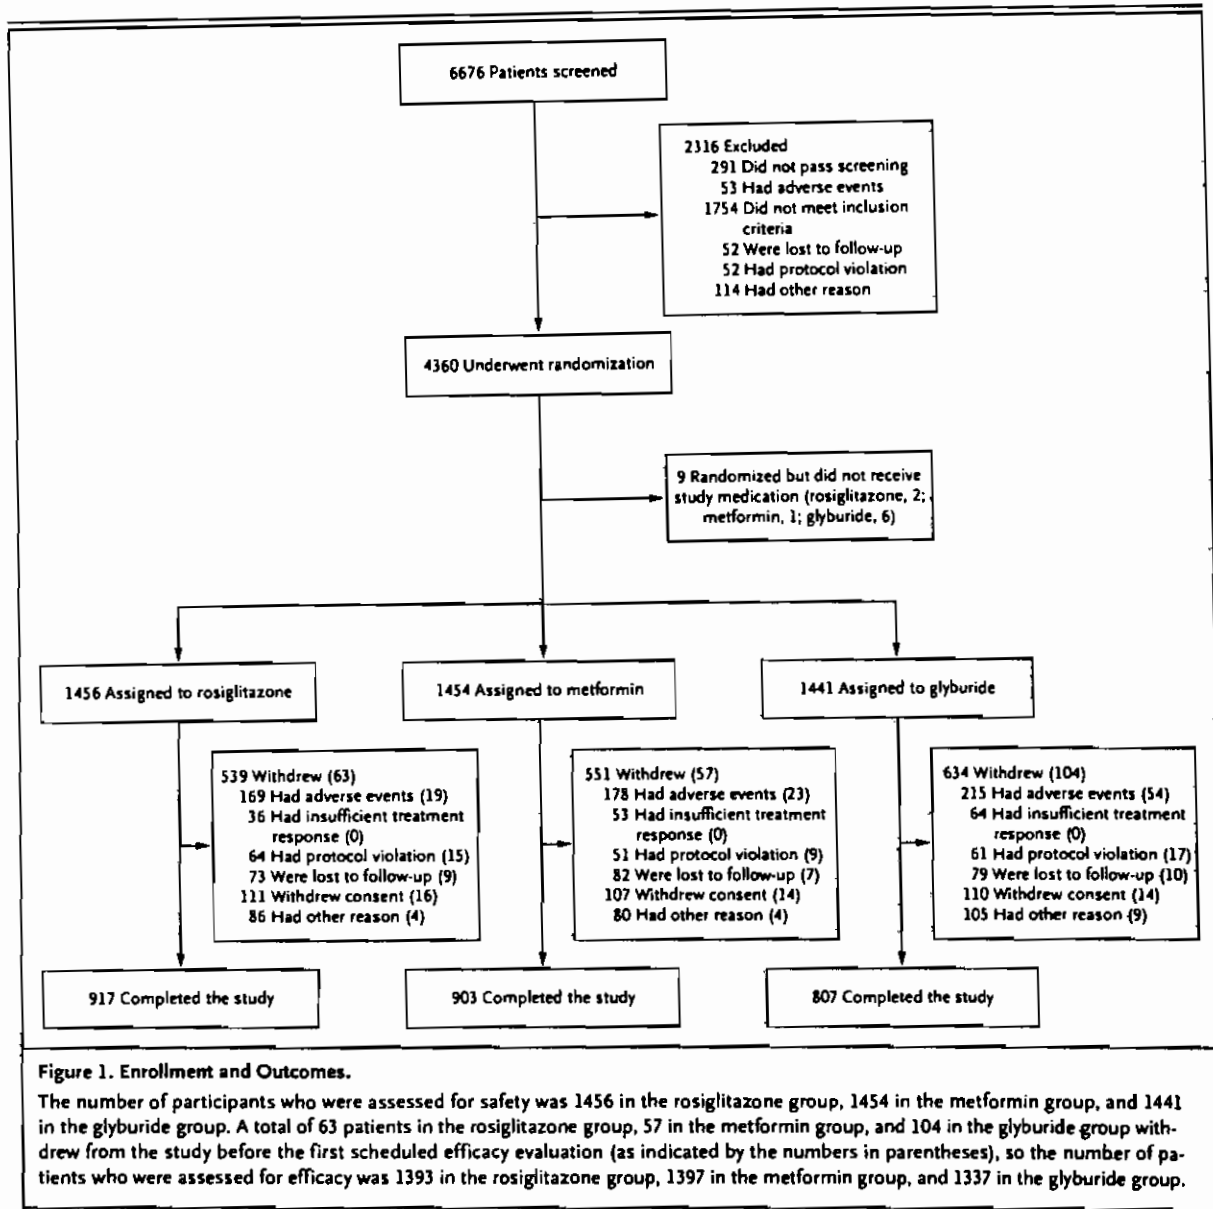 6676 Patients screened
2316 Excluded
291 Did not pass screening
53 Had adverse events
1754 Did not meet inclusion
criteria
52 Were lost to follow-up
52 Had protocol violation
114 Had other reason
4360 Underwent randomization
9 Randomized but did not receive
study medication (rosiglitazone, 2;
metformin, 1; glyburide, 6)
1456 Assigned to rosiglitazone
1454 Assigned to metformin
1441 Assigned to glyburide
539 Withdrew (63)
169 Had adverse events (19)
36 Had insufficient treatment
response (0)
64 Had protocol violation (15)
73 Were lost to follow-up (9)
111 Withdrew consent (16)
86 Had other reason (4)
551 Withdrew (57)
178 Had adverse events (23)
53 Had insufficient treatment
response (0)
51 Had protocol violation (9)
82 Were lost to follow-up (7)
107 Withdrew consent (14)
80 Had other reason (4)
634 Withdrew (104)
215 Had adverse events (54)
64 Had insufficient treatment
response (0)
61 Had protocol violation (17)
79 Were lost to follow-up (10)
110 Withdrew consent (14)
105 Had other reason (9)
917 Completed the study
903 Completed the study
807 Completed the study
Figure 1. Enrollment and Outcomes.
The number of participants who were assessed for safety was 1456 in the rosiglitazone group, 1454 in the metformin group, and 1441
in the glyburide group. A total of 63 patients in the rosiglitazone group, 57 in the metformin group, and 104 in the glyburide group with-
drew from the study before the first scheduled efficacy evaluation (as indicated by the numbers in parentheses), so the number of pa-
tients who were assessed for efficacy was 1393 in the rosiglitazone group, 1397 in the metformin group, and 1337 in the glyburide group.